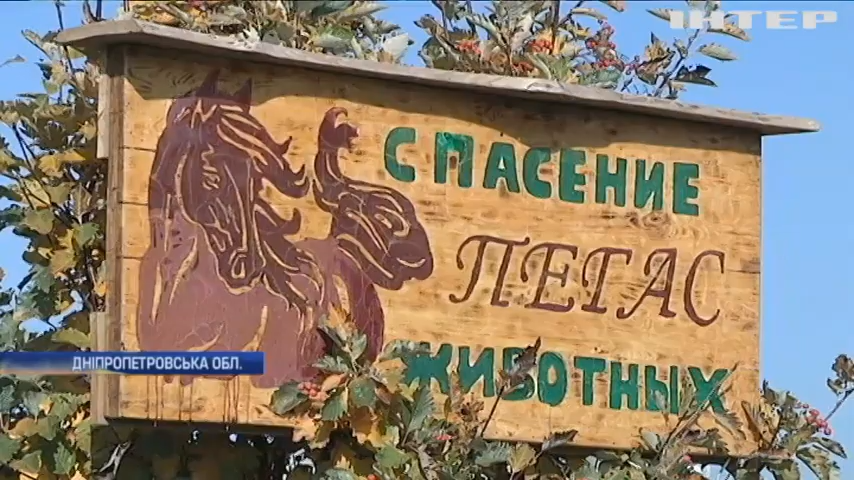 ІНТЕР
СПАСЕНИЕ
ПЕГАС
ЖИВОТНЫХ
ДНІПРОПЕТРОВСЬКА ОБЛ.